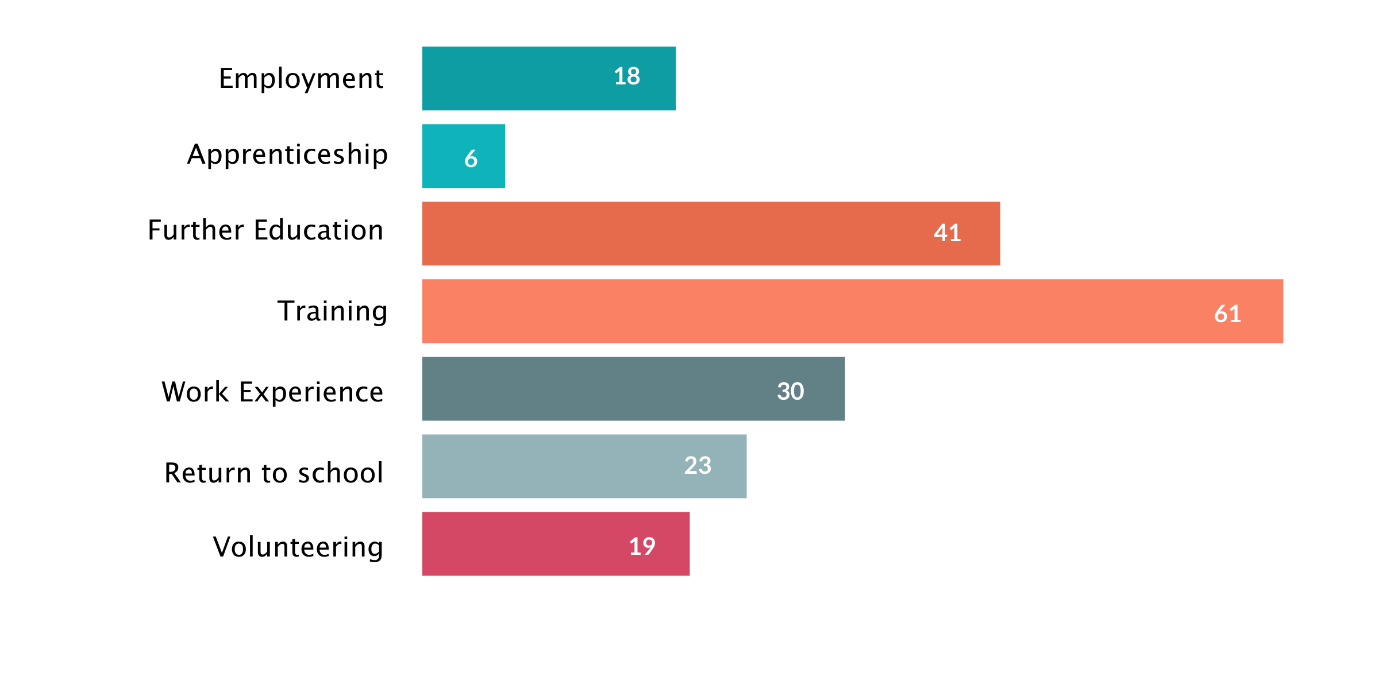 Employment 18
Apprenticeship 6
Further Education 41
Training 61
Work Experience 30
Return to school 23
Volunteering 19